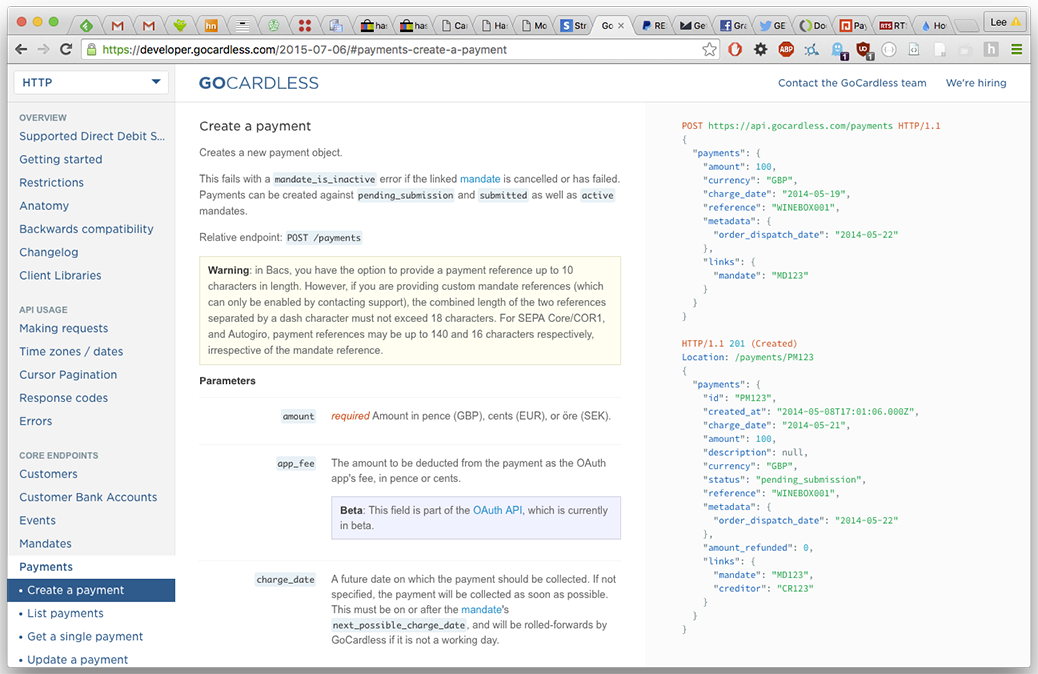 hn
has
has
Ca
Ha
Mo
Str
Go
RE
Ge
Gra
GE
Do
Pay
RTS RT
Ho
Lee
https://developer.gocardless.com/2015-07-06/#payments-create-a-payment
ABP
1
1
h
HTTP
GOCARDLESS
Contact the GoCardless team
We're hiring
OVERVIEW
Supported Direct Debit S...
Getting started
Restrictions
Anatomy
Backwards compatibility
Changelog
Client Libraries
API USAGE
Making requests
Time zones / dates
Cursor Pagination
Response codes
Errors
CORE ENDPOINTS
Customers
Customer Bank Accounts
Events
Mandates
Payments
• Create a payment
• List payments
• Get a single payment
• Update a payment
Create a payment
Creates a new payment object.
This fails with a mandate_is_inactive error if the linked mandate is cancelled or has failed.
Payments can be created against pending_submission and submitted as well as active
mandates.
Relative endpoint: POST /payments
Warning: in Bacs, you have the option to provide a payment reference up to 10
characters in length. However, if you are providing custom mandate references (which
can only be enabled by contacting support), the combined length of the two references
separated by a dash character must not exceed 18 characters. For SEPA Core/COR1,
and Autogiro, payment references may be up to 140 and 16 characters respectively,
irrespective of the mandate reference.
Parameters
amount
required Amount in pence (GBP), cents (EUR), or öre (SEK).
app_fee
The amount to be deducted from the payment as the OAuth
app's fee, in pence or cents.
Beta: This field is part of the OAuth API, which is currently
in beta.
charge_date
A future date on which the payment should be collected. If not
specified, the payment will be collected as soon as possible.
This must be on or after the mandate's
next_possible_charge_date, and will be rolled-forwards by
GoCardless if it is not a working day.
POST https://api.gocardless.com/payments HTTP/1.1
{
"payments": {
"amount": 100,
"currency": "GBP",
"charge_date": "2014-05-19",
"reference": "WINEBOX001",
"metadata": {
"order_dispatch_date": "2014-05-22"
},
"links": {
"mandate": "MD123"
}
}
}
HTTP/1.1 201 (Created)
Location: /payments/PM123
{
"payments": {
"id": "PM123",
"created_at": "2014-05-08T17:01:06.000Z",
"charge_date": "2014-05-21",
"amount": 100,
"description": null,
"currency": "GBP",
"status": "pending_submission",
"reference": "WINEBOX001",
"metadata": {
"order_dispatch_date": "2014-05-22"
},
"amount_refunded": 0,
"links": {
"mandate": "MD123",
"creditor": "CR123"
}
}
}